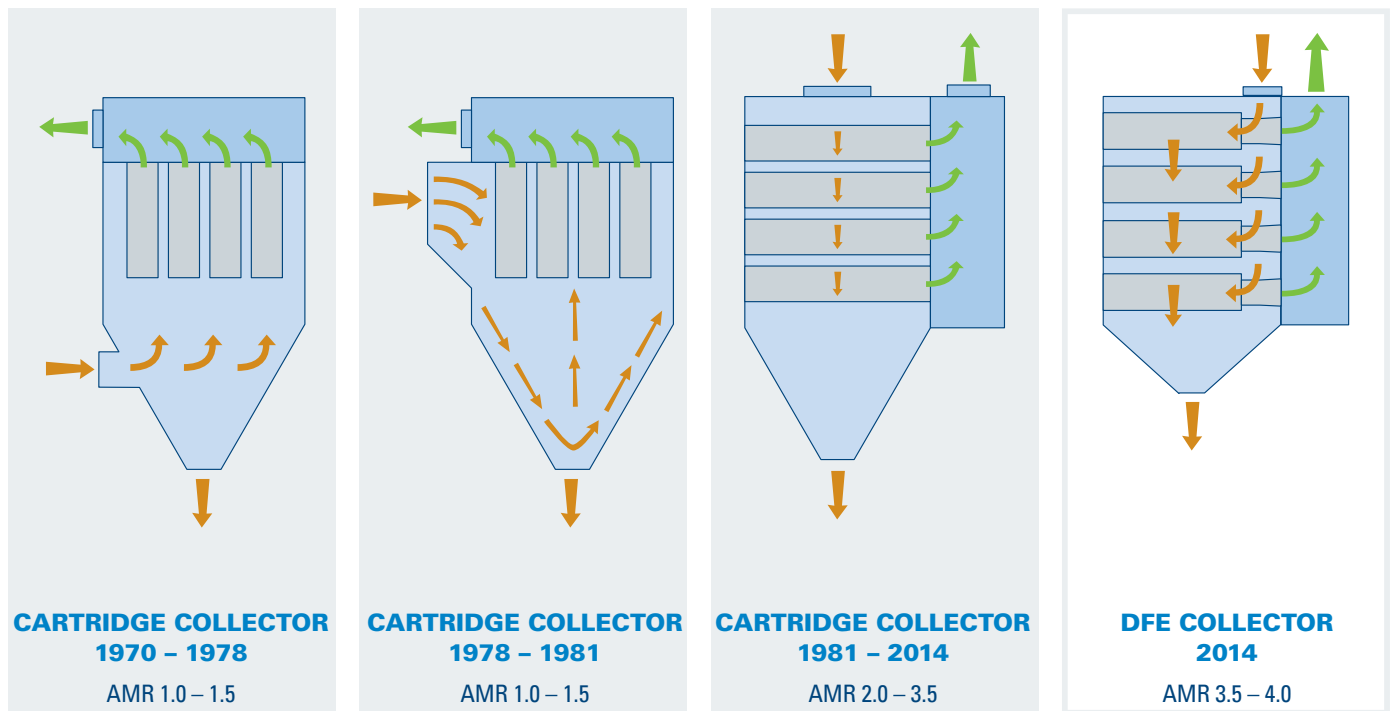 CARTRIDGE COLLECTOR
1970 – 1978
AMR 1.0 – 1.5
CARTRIDGE COLLECTOR
1978 – 1981
AMR 1.0 – 1.5
CARTRIDGE COLLECTOR
1981 – 2014
AMR 2.0 – 3.5
DFE COLLECTOR
2014
AMR 3.5 – 4.0